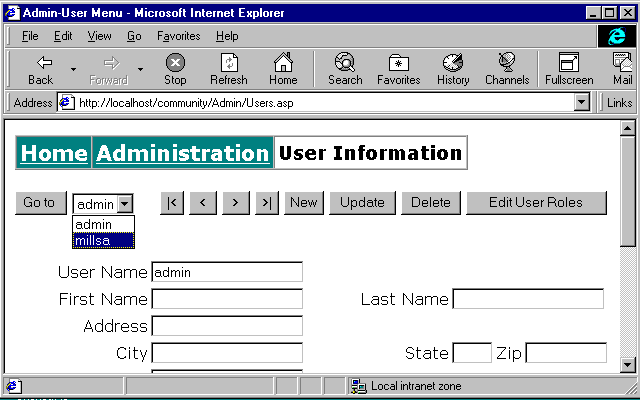 Admin-User Menu - Microsoft Internet Explorer
File Edit View Go Favorites Help
Back Forward Stop Refresh Home Search Favorites History Channels Fullscreen Mail
Address http://localhost/community/Admin/Users.asp Links
Home Administration User Information
Go to admin |< < > >| New Update Delete Edit User Roles
admin
millsa
User Name admin
First Name Last Name
Address
City State Zip
Local intranet zone